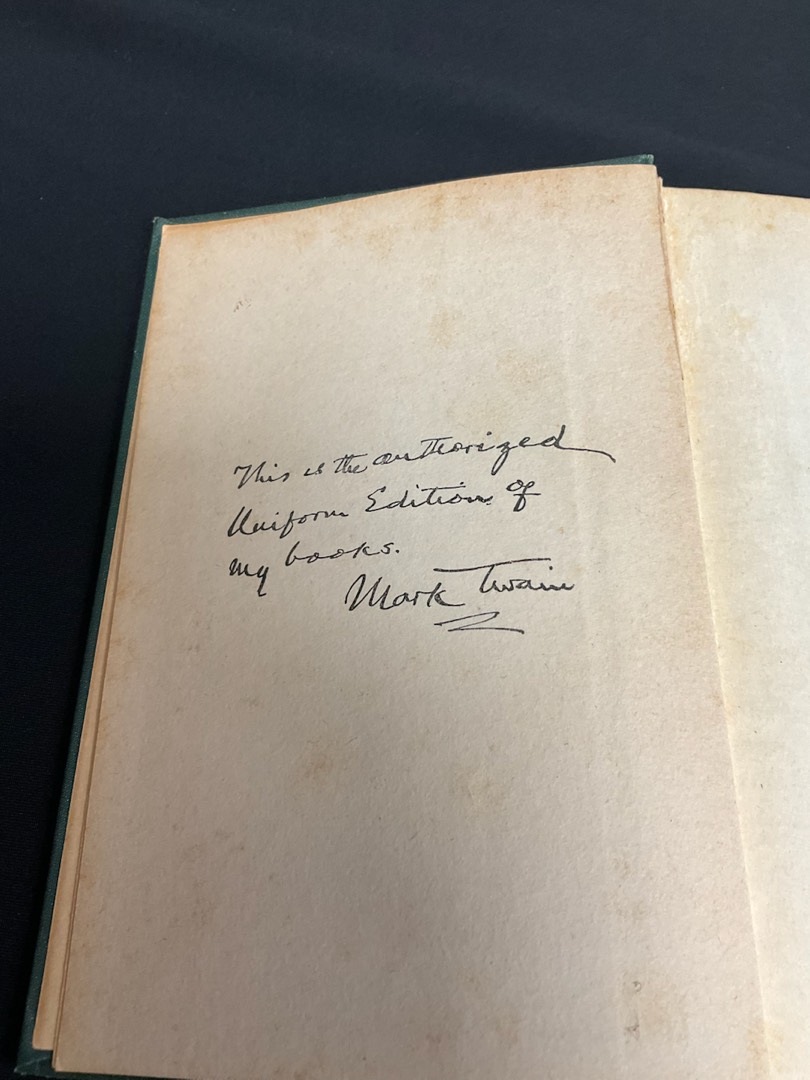 This is the authorized
Uniform Edition of
my books.
Mark Twain